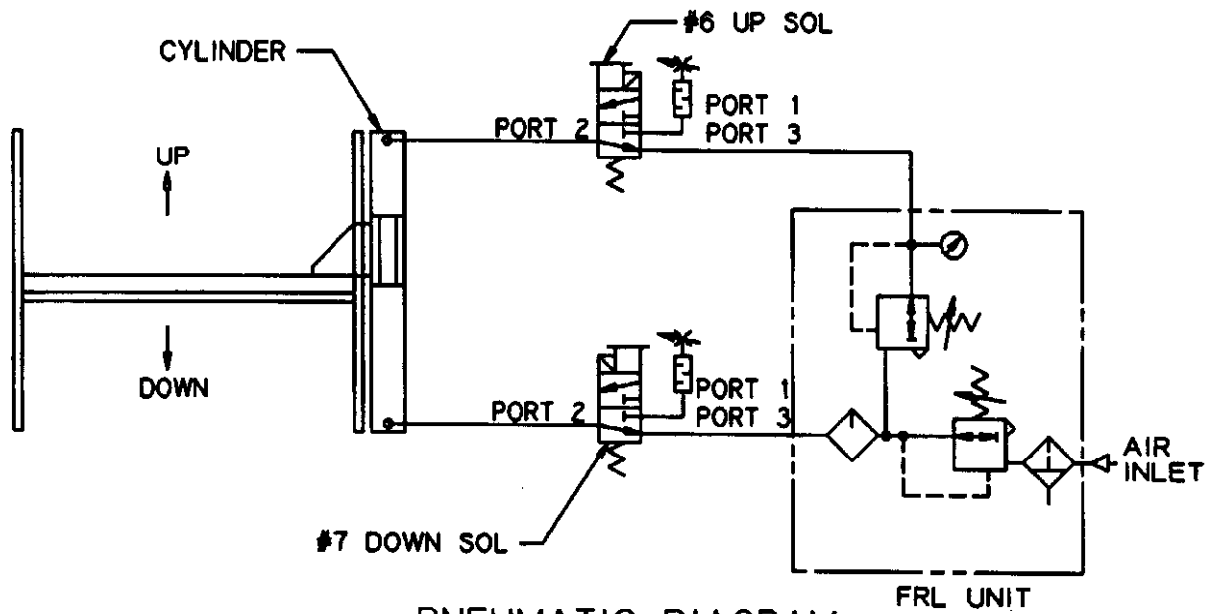 #6 UP SOL
CYLINDER
PORT 1
PORT 2
PORT 3
UP
DOWN
PORT 1
PORT 2
PORT 3
AIR
INLET
#7 DOWN SOL
FRL UNIT
PNEUMATIC DIAGRAM